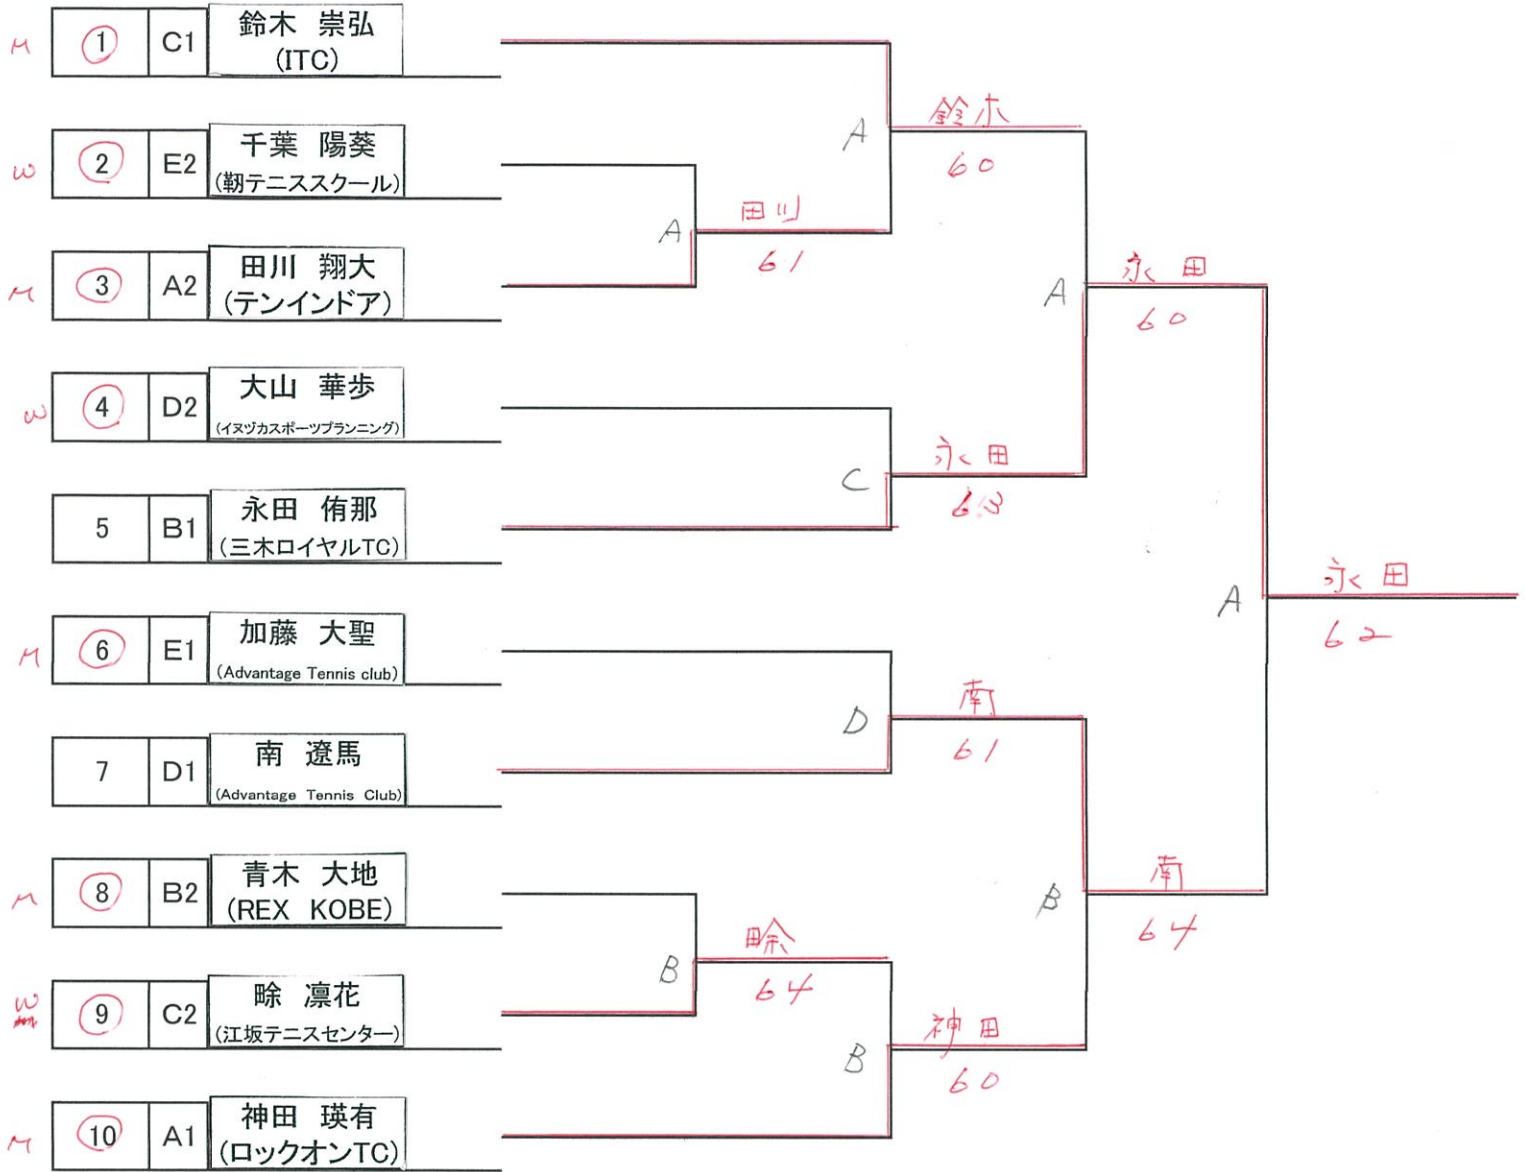 M ① C1 鈴木 崇弘
(ITC)
A 鈴木
60
W ② E2 千葉 陽葵
(靭テニススクール)
A 田川
61
M ③ A2 田川 翔大
(テンインドア)
A 永田
60
W ④ D2 大山 華歩
(イヌヅカスポーツプランニング)
C 永田
63
5 B1 永田 侑那
(三木ロイヤルTC)
A 永田
62
M ⑥ E1 加藤 大聖
(Advantage Tennis club)
D 南
61
7 D1 南 遼馬
(Advantage Tennis Club)
M ⑧ B2 青木 大地
(REX KOBE)
B 南
64
B 畭
64
W ⑨ C2 畭 凛花
(江坂テニスセンター)
B 神田
60
M ⑩ A1 神田 瑛有
(ロックオンTC)